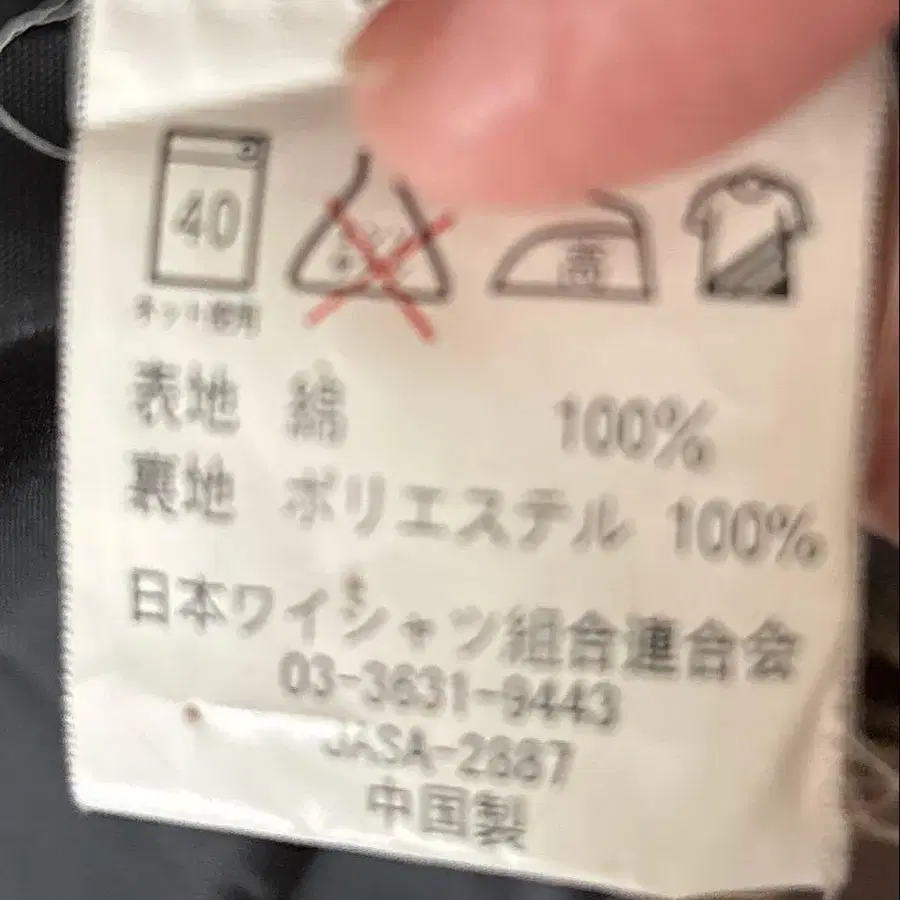 40
高
ネット使用
表地 綿 100%
裏地 ポリエステル 100%
日本ワイシャツ組合連合会
03-3631-9443
JASA-2887
中国製